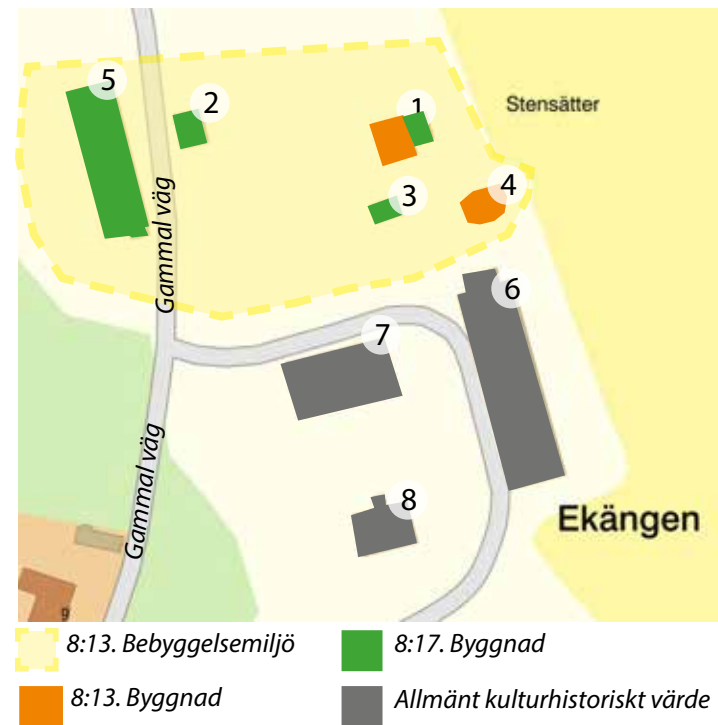 5
2
1
Stensätter
3
4
Gammal väg
6
7
Gammal väg
8
Ekängen
9
8:13. Bebyggelsemiljö
8:17. Byggnad
8:13. Byggnad
Allmänt kulturhistoriskt värde